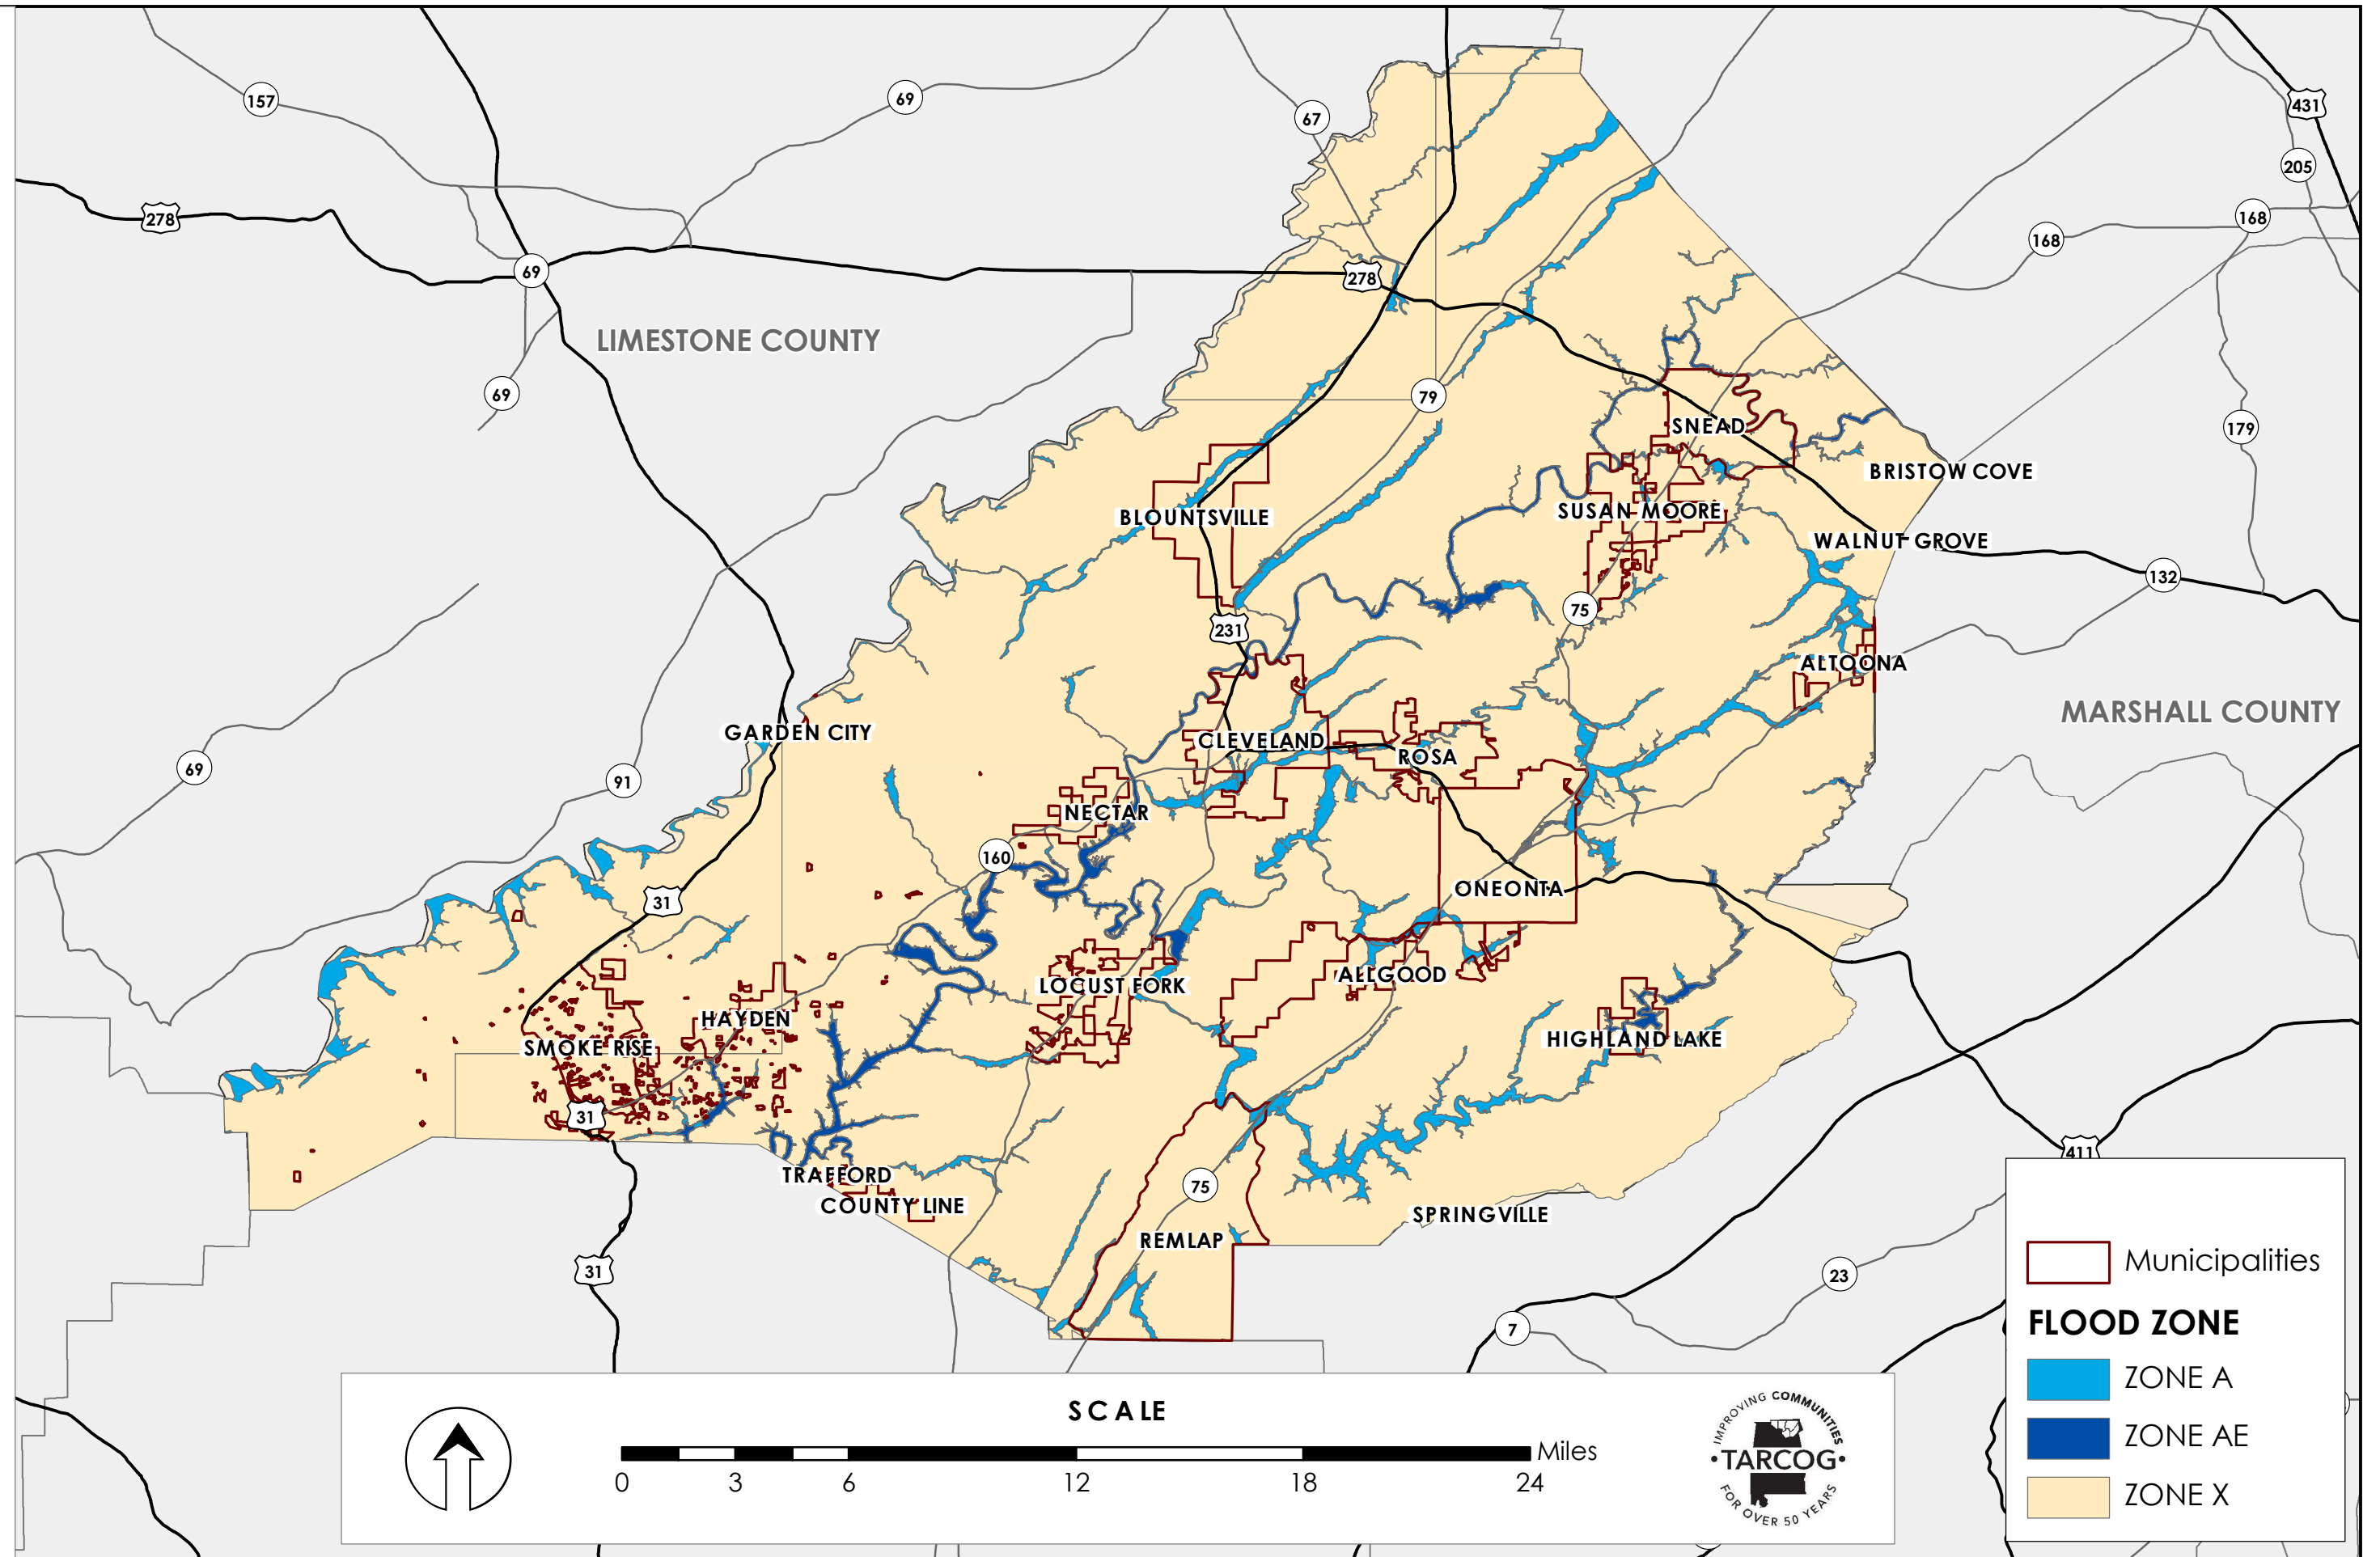 157
69
67
431
205
278
168
168
69
278
LIMESTONE COUNTY
69
79
179
SNEAD
BRISTOW COVE
BLOUNTSVILLE
SUSAN MOORE
WALNUT GROVE
132
75
231
ALTOONA
MARSHALL COUNTY
GARDEN CITY
CLEVELAND
ROSA
69
91
NECTAR
160
ONEONTA
31
ALLGOOD
LOCUST FORK
HAYDEN
HIGHLAND LAKE
SMOKE RISE
31
411
TRAFFORD
75
COUNTY LINE
SPRINGVILLE
REMLAP
31
23
7
Municipalities
FLOOD ZONE
ZONE A
ZONE AE
ZONE X
SCALE
Miles
0 3 6 12 18 24
IMPROVING COMMUNITIES
•TARCOG•
FOR OVER 50 YEARS